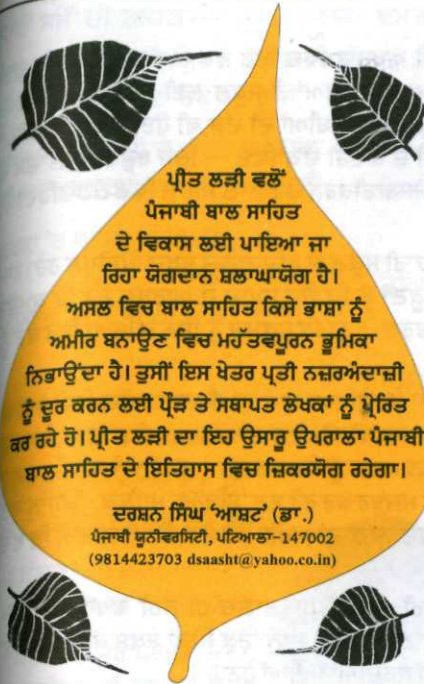 ਪ੍ਰੀਤ ਲੜੀ ਵਲੋਂ
ਪੰਜਾਬੀ ਬਾਲ ਸਾਹਿਤ
ਦੇ ਵਿਕਾਸ ਲਈ ਪਾਇਆ ਜਾ
ਰਿਹਾ ਯੋਗਦਾਨ ਸ਼ਲਾਘਾਯੋਗ ਹੈ।
ਅਸਲ ਵਿਚ ਬਾਲ ਸਾਹਿਤ ਕਿਸੇ ਭਾਸ਼ਾ ਨੂੰ
ਅਮੀਰ ਬਨਾਉਣ ਵਿਚ ਮਹੱਤਵਪੂਰਨ ਭੂਮਿਕਾ
ਨਿਭਾਉਂਦਾ ਹੈ। ਤੁਸੀਂ ਇਸ ਖੇਤਰ ਪ੍ਰਤੀ ਨਜ਼ਰਅੰਦਾਜ਼ੀ
ਨੂੰ ਦੂਰ ਕਰਨ ਲਈ ਪ੍ਰੌੜ ਤੇ ਸਥਾਪਤ ਲੇਖਕਾਂ ਨੂੰ ਪ੍ਰੇਰਿਤ
ਕਰ ਰਹੇ ਹੋ। ਪ੍ਰੀਤ ਲੜੀ ਦਾ ਇਹ ਉਸਾਰੂ ਉਪਰਾਲਾ ਪੰਜਾਬੀ
ਬਾਲ ਸਾਹਿਤ ਦੇ ਇਤਿਹਾਸ ਵਿਚ ਜ਼ਿਕਰਯੋਗ ਰਹੇਗਾ।
ਦਰਸ਼ਨ ਸਿੰਘ ‘ਆਸ਼ਟ’ (ਡਾ.)
ਪੰਜਾਬੀ ਯੂਨੀਵਰਸਿਟੀ, ਪਟਿਆਲਾ-147002
(9814423703 dsaasht@yahoo.co.in)